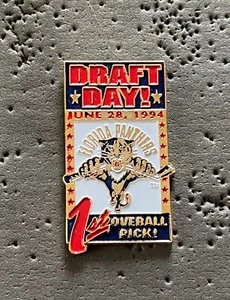 DRAFT
DAY!
JUNE 28, 1994
FLORIDA PANTHERS
1st OVERALL
PICK!